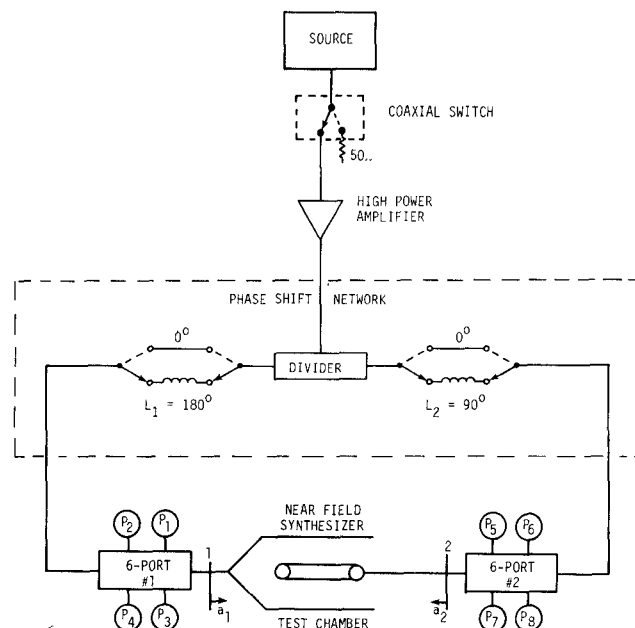 SOURCE
COAXIAL SWITCH
50
HIGH POWER
AMPLIFIER
PHASE SHIFT NETWORK
0° 0°
DIVIDER
L₁ = 180° L₂ = 90°
P₂ P₁ NEAR FIELD P₅ P₆
SYNTHESIZER
6-PORT
#1
1 2
6-PORT
#2
a₁ a₂
P₄ P₃ TEST CHAMBER P₇ P₈